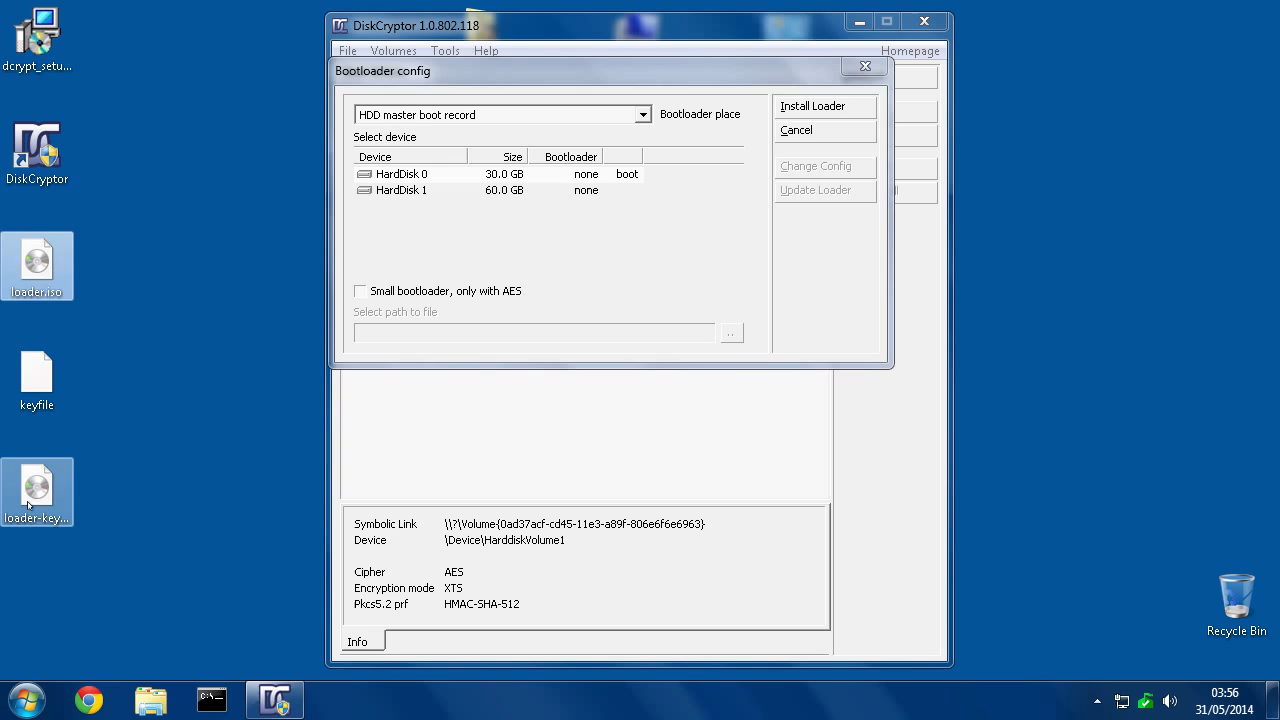 dcrypt_setu...
DiskCryptor
loader.iso
keyfile
loader-key...
DiskCryptor 1.0.802.118
File Volumes Tools Help Homepage
Bootloader config
HDD master boot record Bootloader place
Select device
Device Size Bootloader
HardDisk 0 30.0 GB none boot
HardDisk 1 60.0 GB none
Small bootloader, only with AES
Select path to file
..
Install Loader
Cancel
Change Config
Update Loader
Symbolic Link \\?\Volume{0ad37acf-cd45-11e3-a89f-806e6f6e6963}
Device \Device\HarddiskVolume1
Cipher AES
Encryption mode XTS
Pkcs5.2 prf HMAC-SHA-512
Info
Recycle Bin
C:\_
03:56
31/05/2014